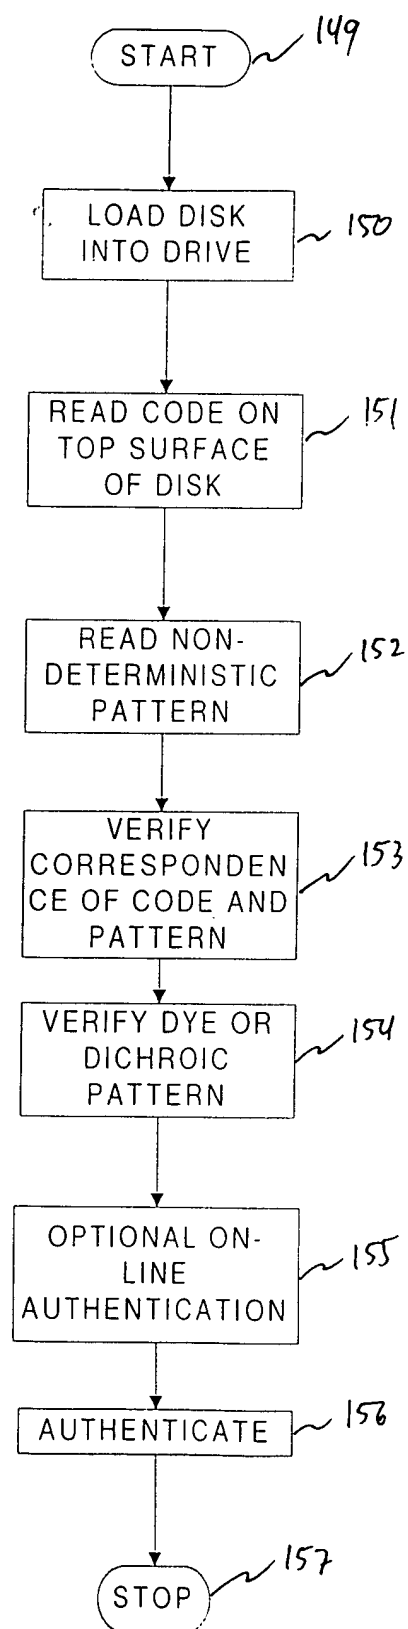 START 149
LOAD DISK
INTO DRIVE 150
READ CODE ON 151
TOP SURFACE
OF DISK
READ NON- 152
DETERMINISTIC
PATTERN
VERIFY
CORRESPONDEN 153
CE OF CODE AND
PATTERN
VERIFY DYE OR 154
DICHROIC
PATTERN
OPTIONAL ON- 155
LINE
AUTHENTICATION
AUTHENTICATE 156
157
STOP